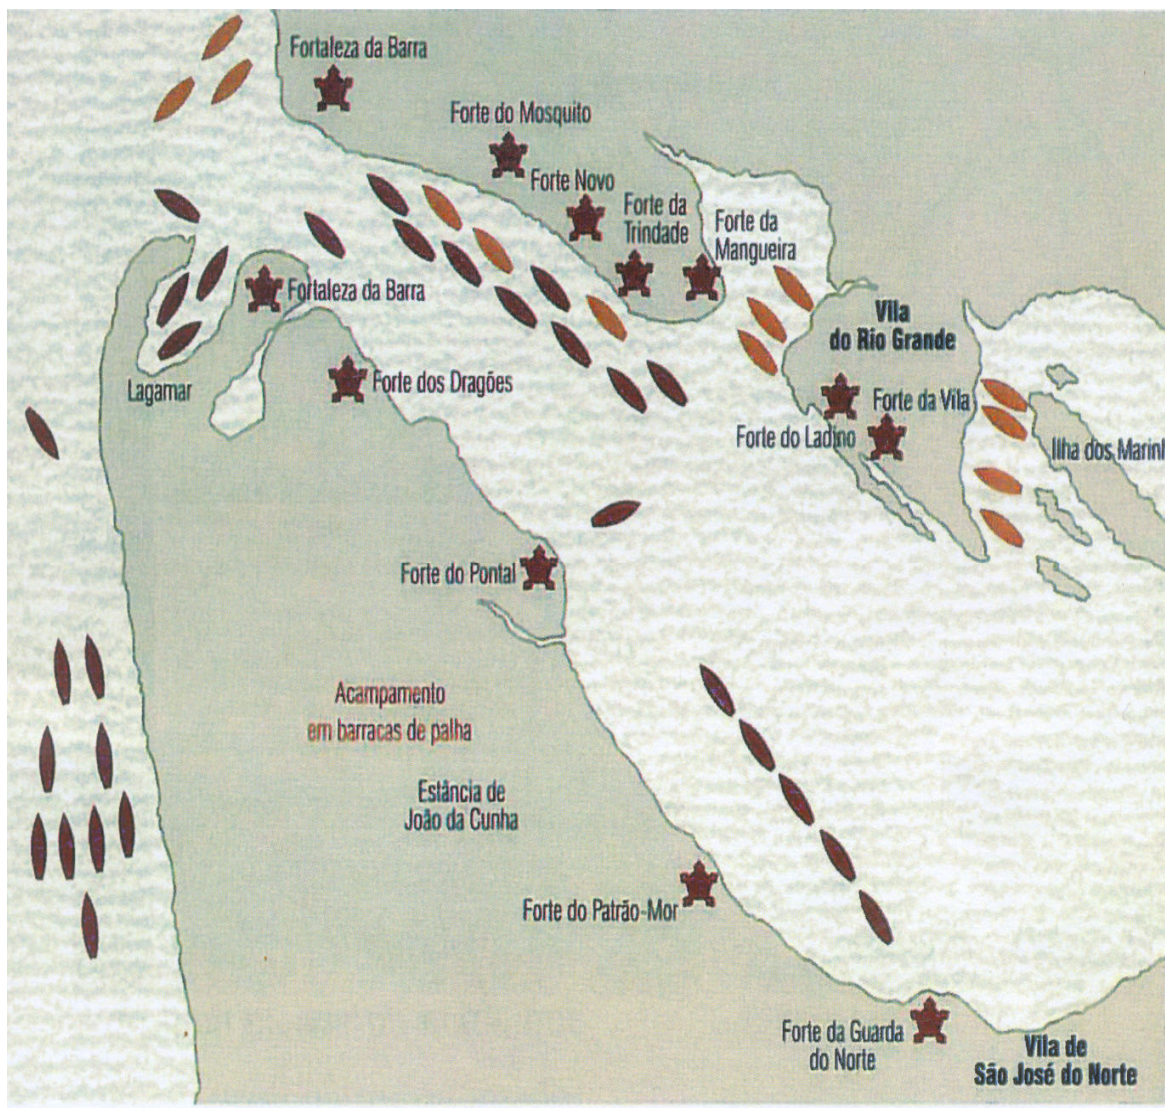 Fortaleza da Barra
Forte do Mosquito
Forte Novo
Forte da
Trindade
Forte da
Mangueira
Fortaleza da Barra
Vila
do Rio Grande
Lagamar
Forte dos Dragões
Forte da Vila
Forte do Ladino
Ilha dos Marinh
Forte do Pontal
Acampamento
em barracas de palha
Estância de
João da Cunha
Forte do Patrão-Mor
Forte da Guarda
do Norte
Vila de
São José do Norte